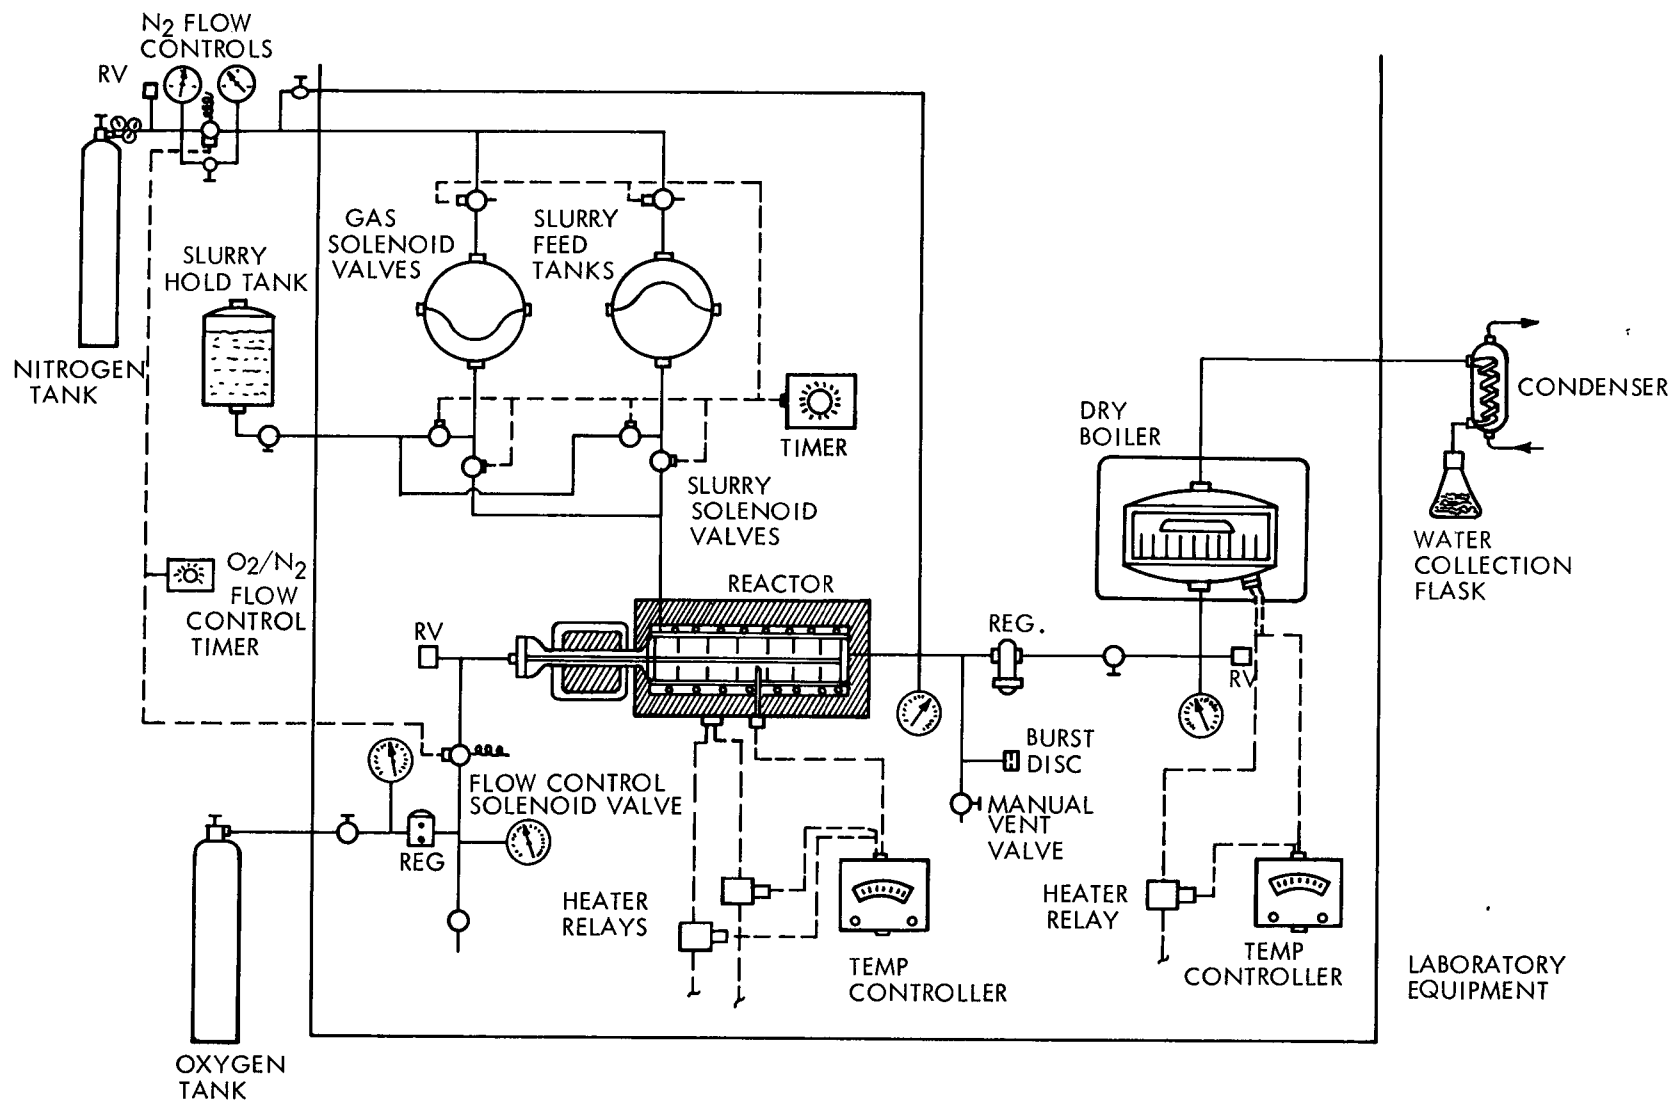 N2 FLOW
CONTROLS
RV
GAS
SOLENOID
VALVES
SLURRY
FEED
TANKS
SLURRY
HOLD TANK
NITROGEN
TANK
CONDENSER
DRY
BOILER
TIMER
SLURRY
SOLENOID
VALVES
WATER
COLLECTION
FLASK
O2/N2
FLOW
CONTROL
TIMER
REACTOR
RV
REG.
RV
BURST
DISC
FLOW CONTROL
SOLENOID VALVE
MANUAL
VENT
VALVE
REG
HEATER
RELAYS
HEATER
RELAY
TEMP
CONTROLLER
TEMP
CONTROLLER
LABORATORY
EQUIPMENT
OXYGEN
TANK